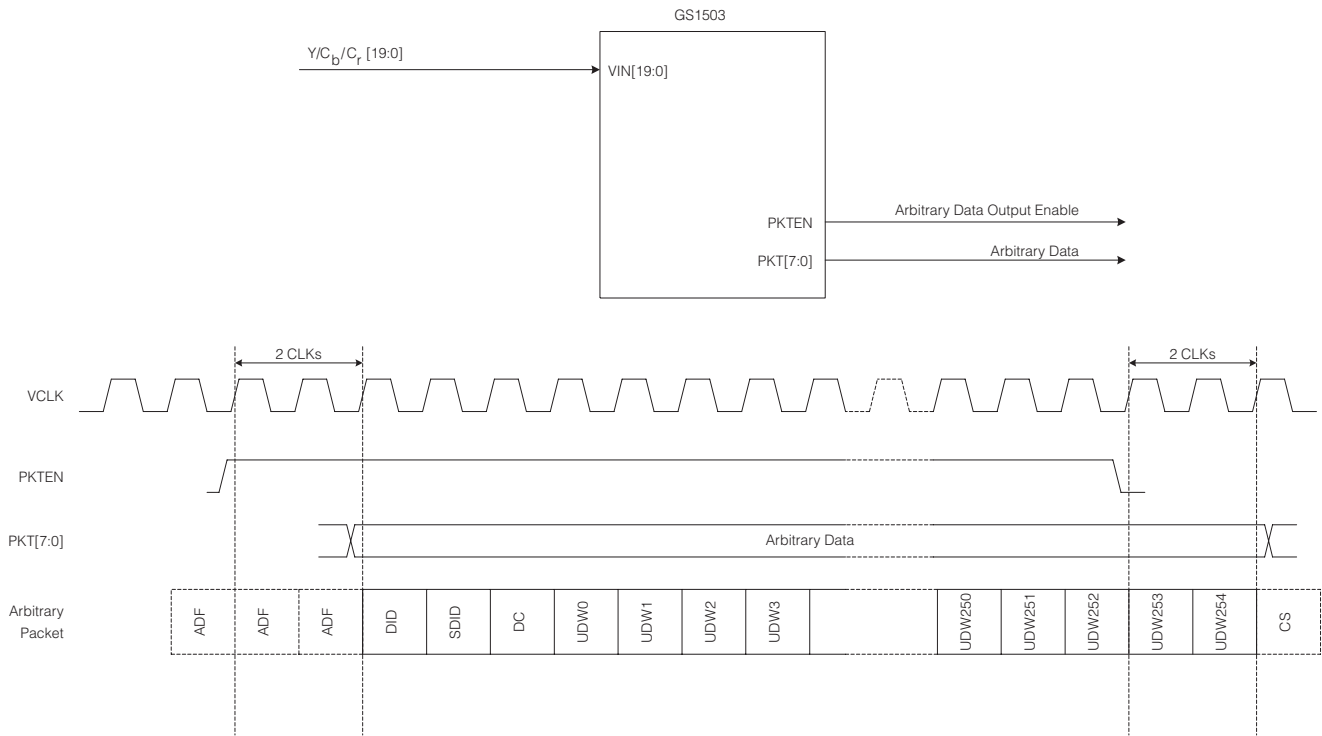 GS1503
Y/Cb/Cr [19:0]
VIN[19:0]
PKTEN
Arbitrary Data Output Enable
PKT[7:0]
Arbitrary Data
2 CLKs
2 CLKs
VCLK
PKTEN
PKT[7:0]
Arbitrary Data
Arbitrary
Packet
ADF
ADF
ADF
DID
SDID
DC
UDW0
UDW1
UDW2
UDW3
UDW250
UDW251
UDW252
UDW253
UDW254
CS